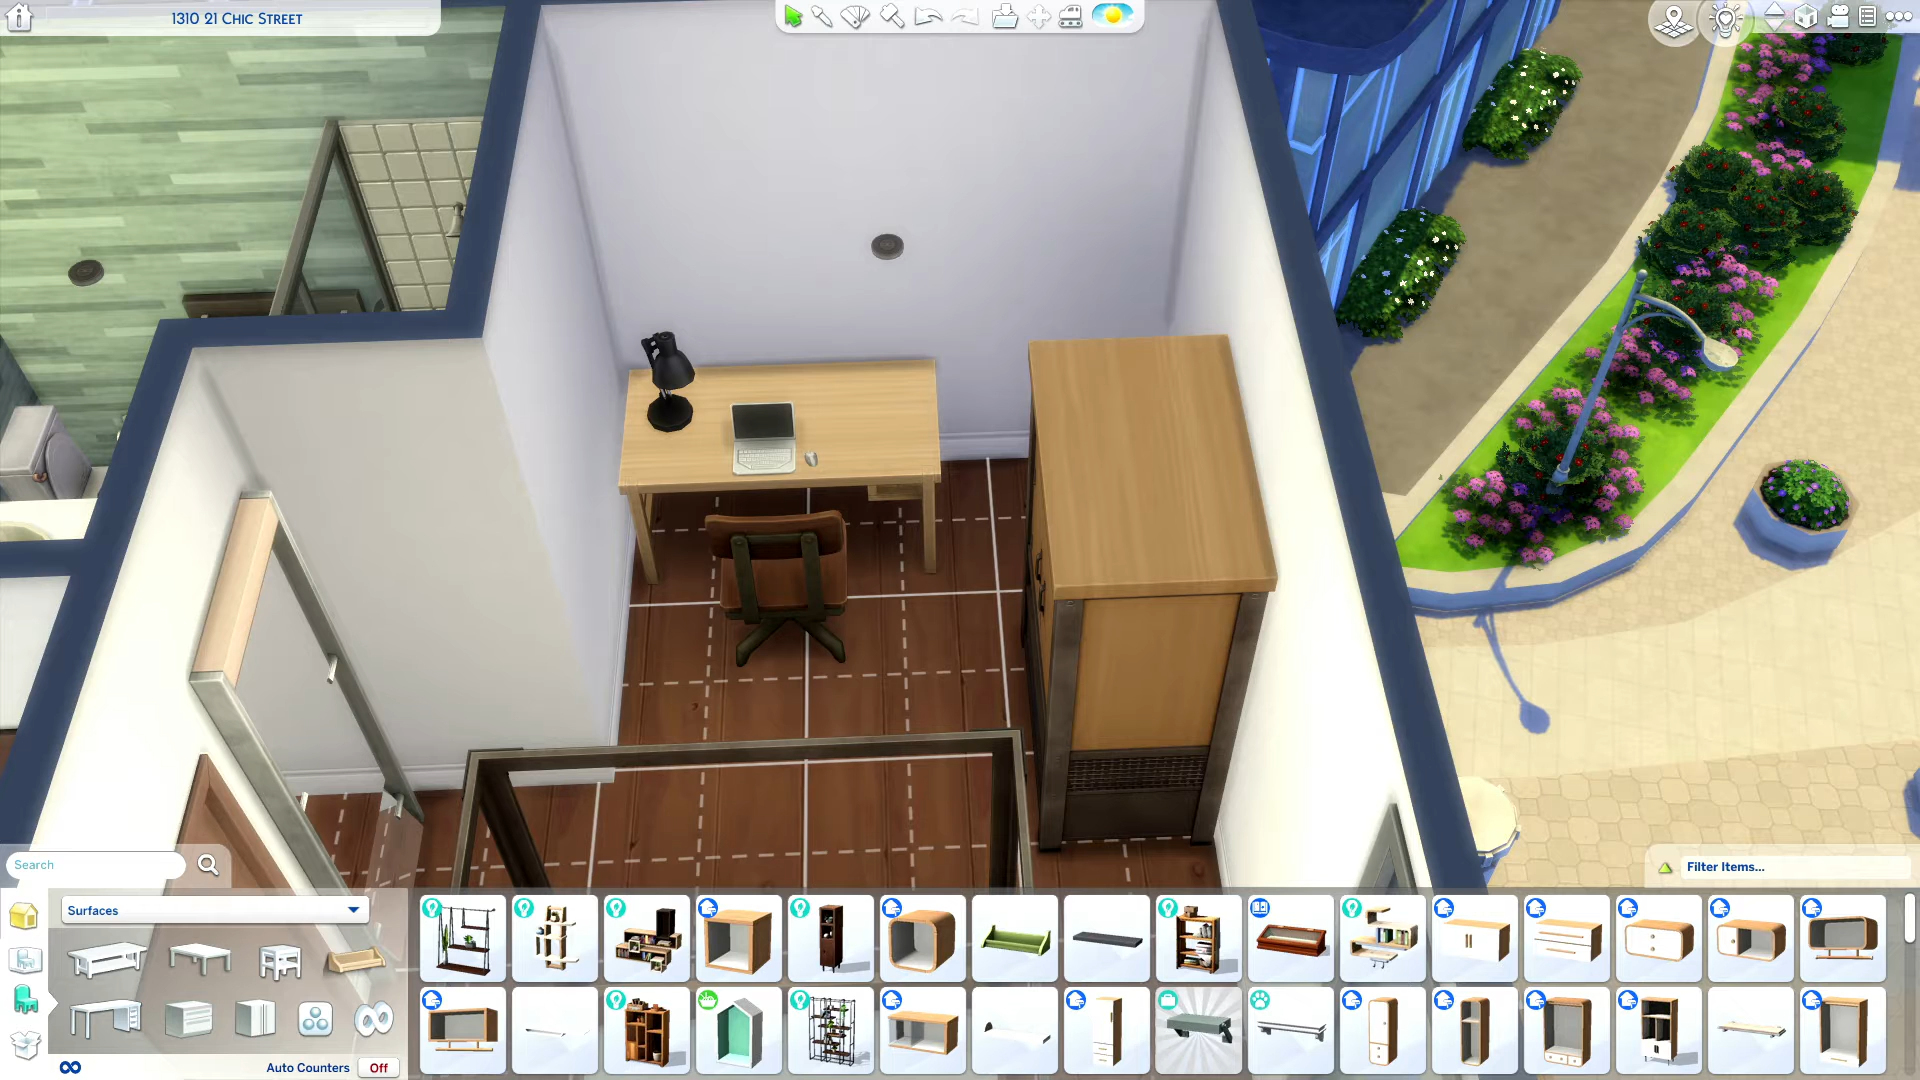 1310 21 Chic Street
Search
Filter Items...
Surfaces
Auto Counters
Off